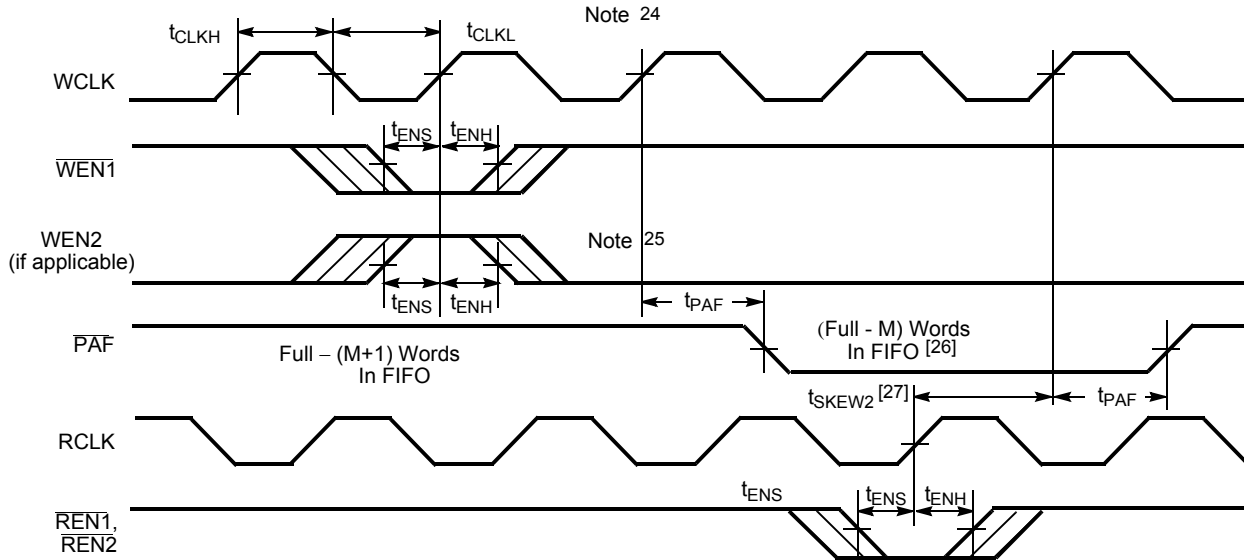 Note 24
tCLKH
tCLKL
WCLK
tENS
tENH
WEN1
WEN2
(if applicable)
Note 25
tENS
tENH
tPAF
PAF
Full – (M+1) Words
In FIFO
(Full - M) Words
In FIFO [26]
tSKEW2 [27]
tPAF
RCLK
tENS
tENS
tENH
REN1,
REN2